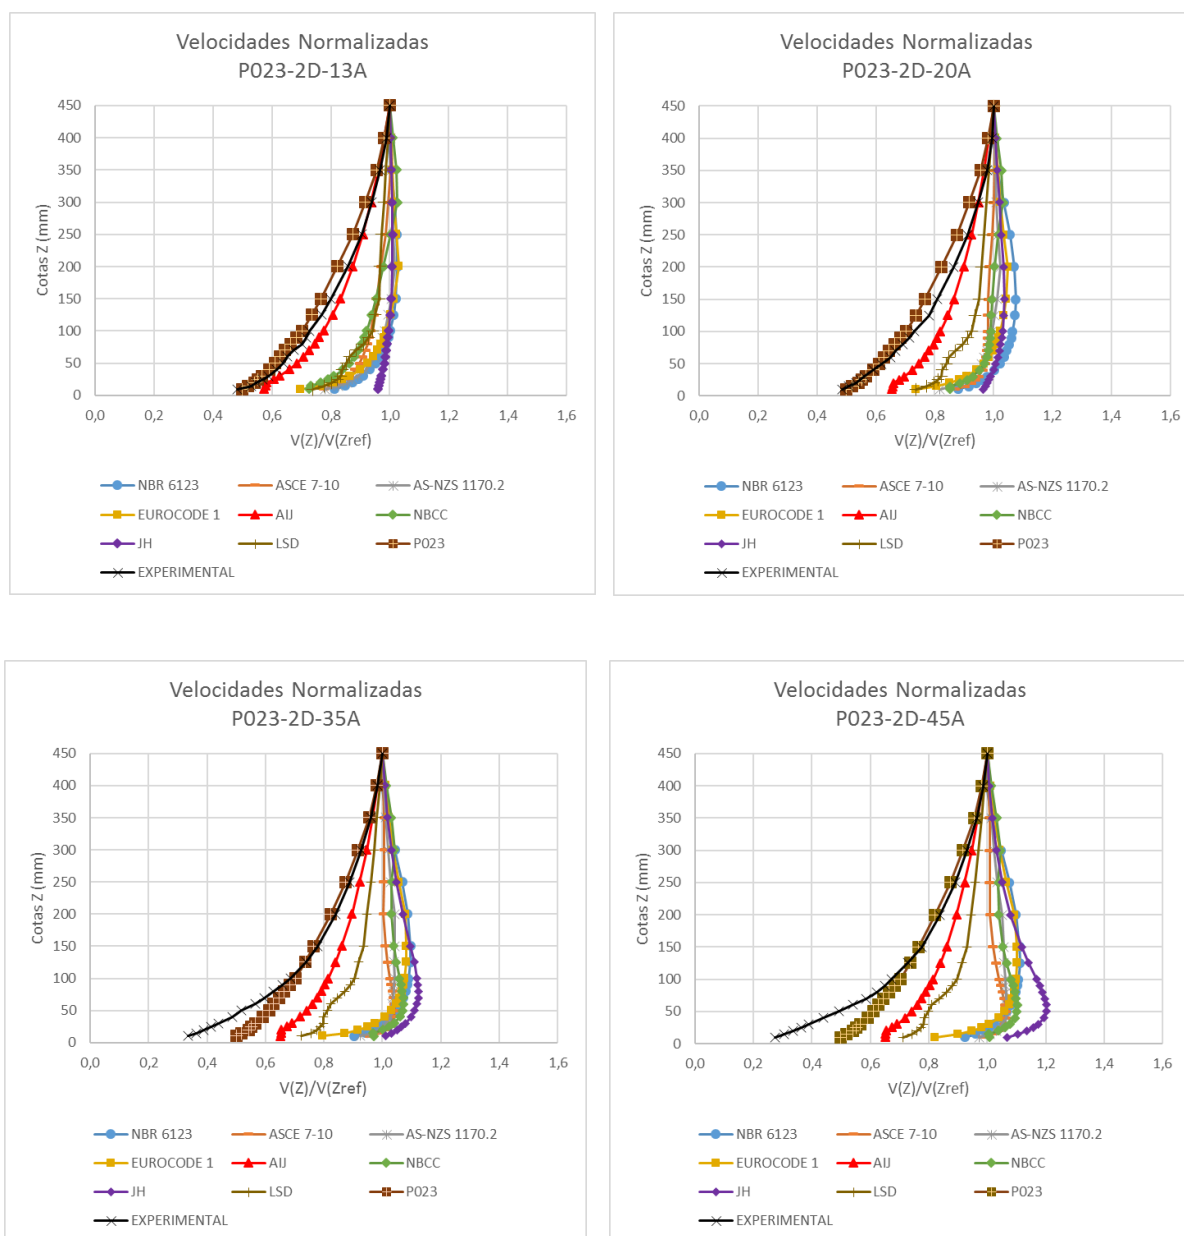 Velocidades Normalizadas
P023-2D-13A
Cotas Z (mm)
450
400
350
300
250
200
150
100
50
0
0,0 0,2 0,4 0,6 0,8 1,0 1,2 1,4 1,6
V(Z)/V(Zref)
NBR 6123 ASCE 7-10 AS-NZS 1170.2
EUROCODE 1 AIJ NBCC
JH LSD P023
EXPERIMENTAL
Velocidades Normalizadas
P023-2D-20A
Cotas Z (mm)
450
400
350
300
250
200
150
100
50
0
0,0 0,2 0,4 0,6 0,8 1,0 1,2 1,4 1,6
V(Z)/V(Zref)
NBR 6123 ASCE 7-10 AS-NZS 1170.2
EUROCODE 1 AIJ NBCC
JH LSD P023
EXPERIMENTAL
Velocidades Normalizadas
P023-2D-35A
Cotas Z (mm)
450
400
350
300
250
200
150
100
50
0
0,0 0,2 0,4 0,6 0,8 1,0 1,2 1,4 1,6
V(Z)/V(Zref)
NBR 6123 ASCE 7-10 AS-NZS 1170.2
EUROCODE 1 AIJ NBCC
JH LSD P023
EXPERIMENTAL
Velocidades Normalizadas
P023-2D-45A
Cotas Z (mm)
450
400
350
300
250
200
150
100
50
0
0,0 0,2 0,4 0,6 0,8 1,0 1,2 1,4 1,6
V(Z)/V(Zref)
NBR 6123 ASCE 7-10 AS-NZS 1170.2
EUROCODE 1 AIJ NBCC
JH LSD P023
EXPERIMENTAL